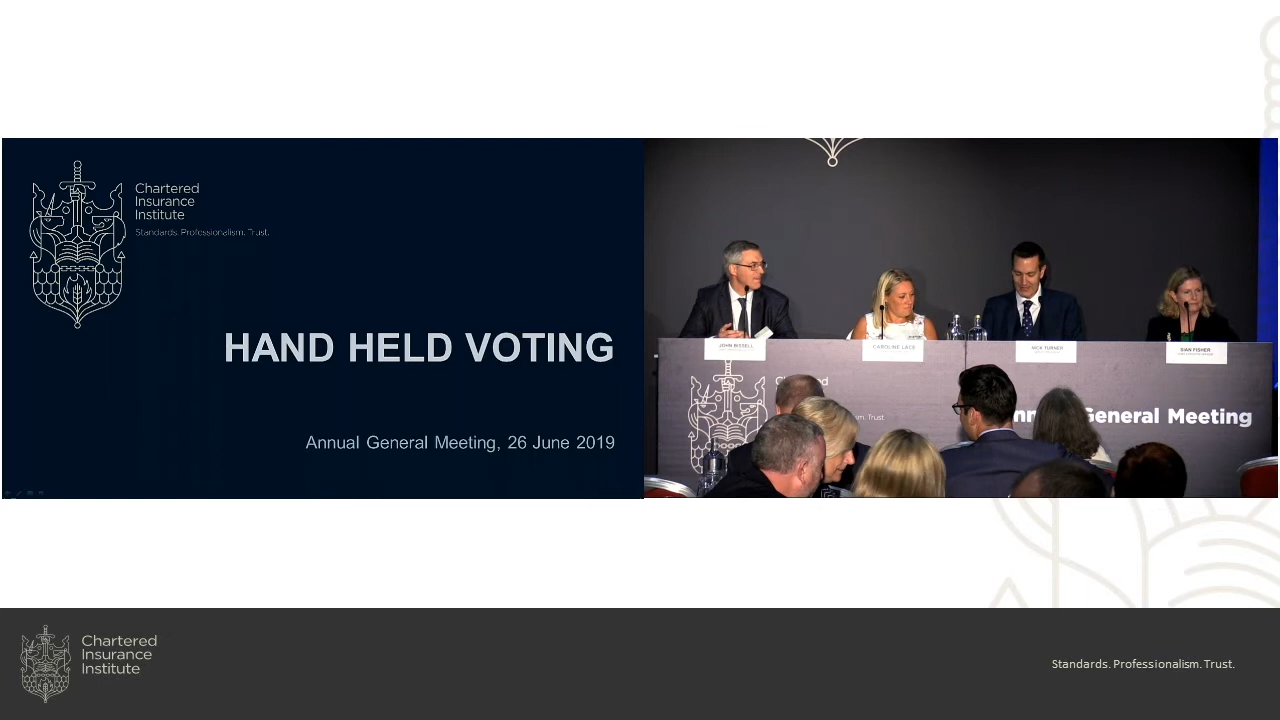 Chartered
Insurance
Institute
Standards. Professionalism. Trust.
HAND HELD VOTING
Annual General Meeting, 26 June 2019
JOHN BISSELL
CAROLINE LACE
NICK TURNER
SIAN FISHER
General Meeting
Trust.
Chartered
Insurance
Institute
Standards. Professionalism. Trust.